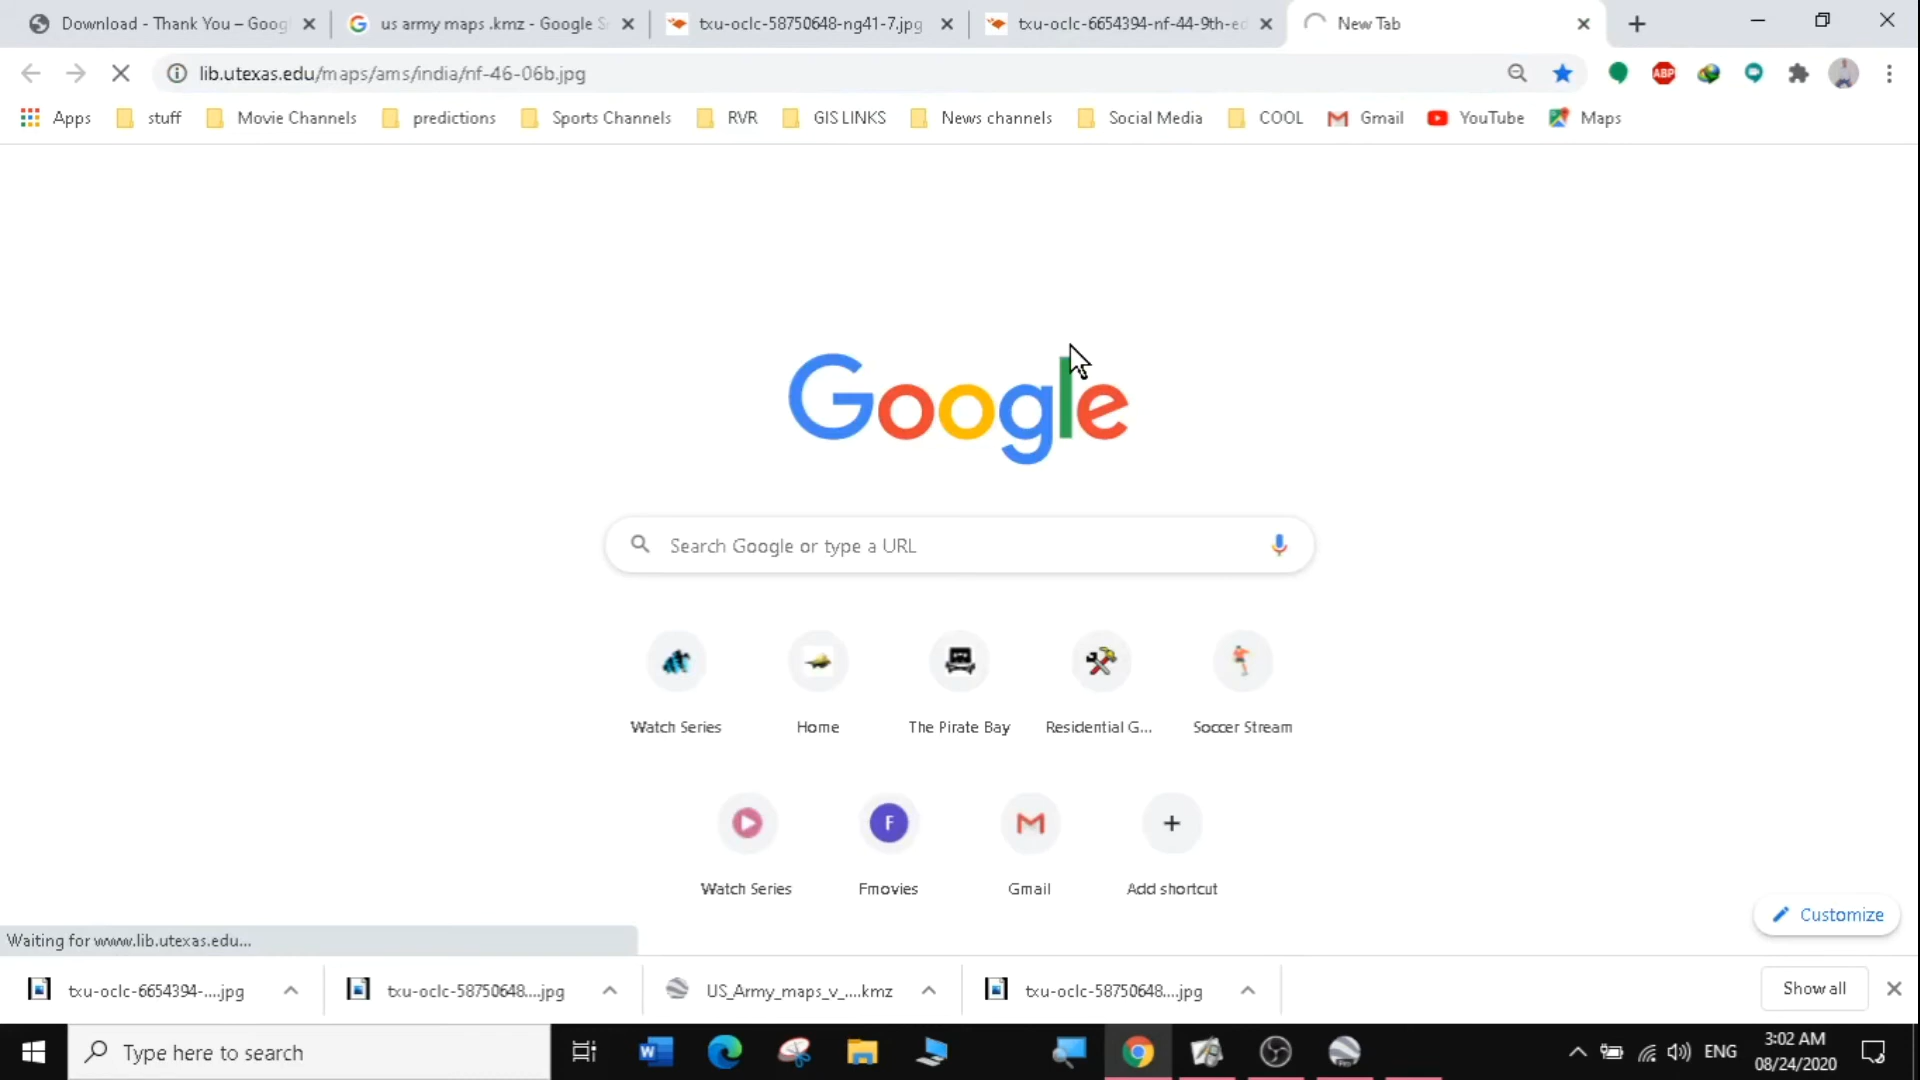 Download - Thank You – Goog
us army maps .kmz - Google S
txu-oclc-58750648-ng41-7.jpg
txu-oclc-6654394-nf-44-9th-ed
New Tab
lib.utexas.edu/maps/ams/india/nf-46-06b.jpg
ABP
Apps
stuff
Movie Channels
predictions
Sports Channels
RVR
GIS LINKS
News channels
Social Media
COOL
Gmail
YouTube
Maps
Google
Search Google or type a URL
Watch Series
Home
The Pirate Bay
Residential G...
Soccer Stream
F
Watch Series
Fmovies
Gmail
Add shortcut
Customize
Waiting for www.lib.utexas.edu...
txu-oclc-6654394-....jpg
txu-oclc-58750648....jpg
US_Army_maps_v_....kmz
txu-oclc-58750648....jpg
Show all
Type here to search
ENG
3:02 AM
08/24/2020